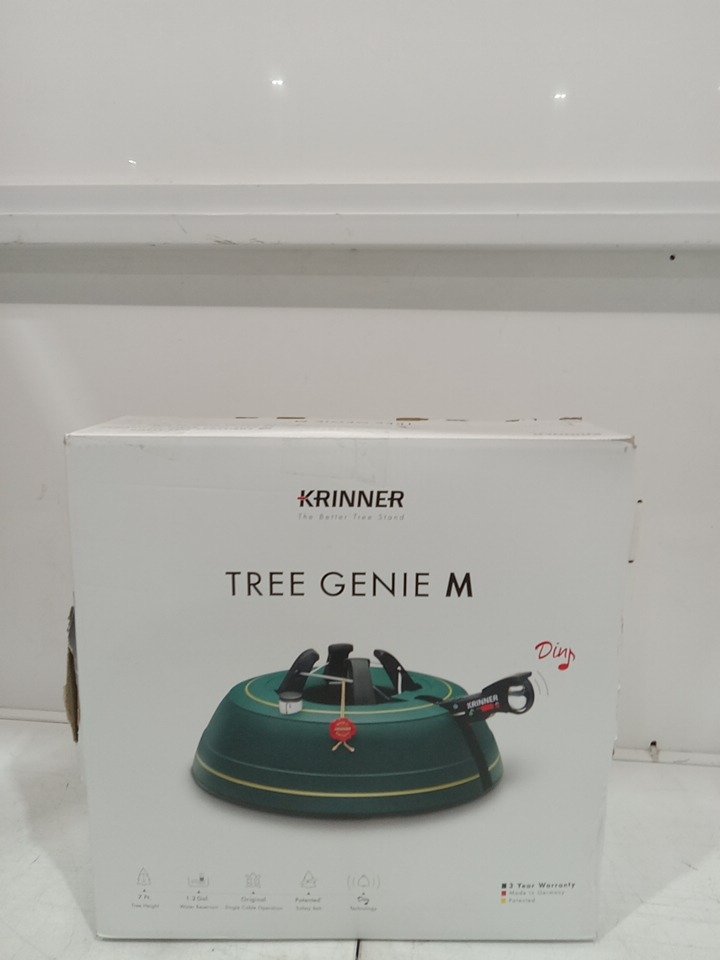 KRINNER
The Better Tree Stand
TREE GENIE M
Ding
KRINNER
3 Year Warranty
Made in Germany
Patented
7 ft.
Tree Height
1.2 Gal.
Water Reservoir
Original
Single Cable Operation
Patented
Safety Belt
Technology